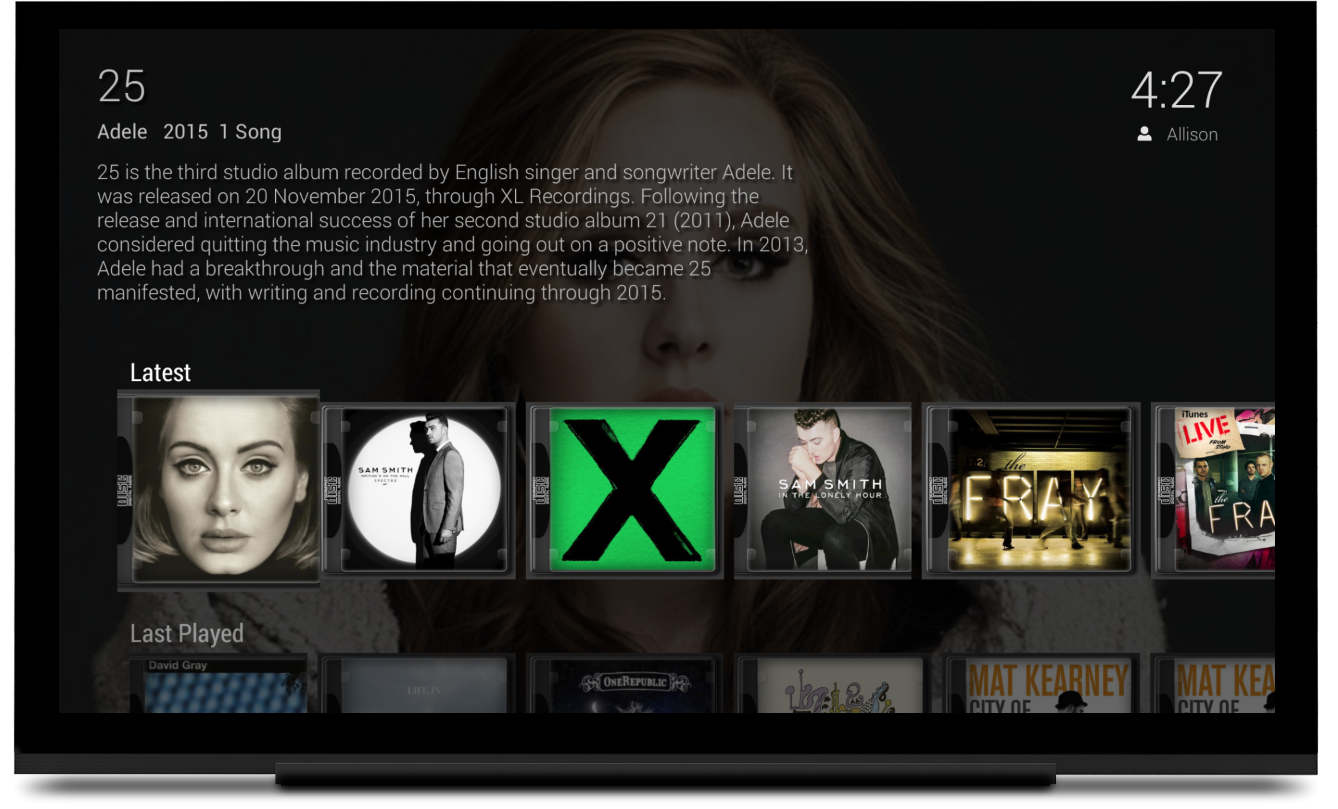 25
4:27
Adele 2015 1 Song
Allison
25 is the third studio album recorded by English singer and songwriter Adele. It
was released on 20 November 2015, through XL Recordings. Following the
release and international success of her second studio album 21 (2011), Adele
considered quitting the music industry and going out on a positive note. In 2013,
Adele had a breakthrough and the material that eventually became 25
manifested, with writing and recording continuing through 2015.
Latest
SAM SMITH
SPECTRE
SAM SMITH
IN THE LONELY HOUR
the
FRAY
iTunes
LIVE
FROM
SOHO
the
FRA
Last Played
David Gray
LIFE IN
ONEREPUBLIC
MAT KEARNEY
CITY OF
MAT KEA
CITY OF